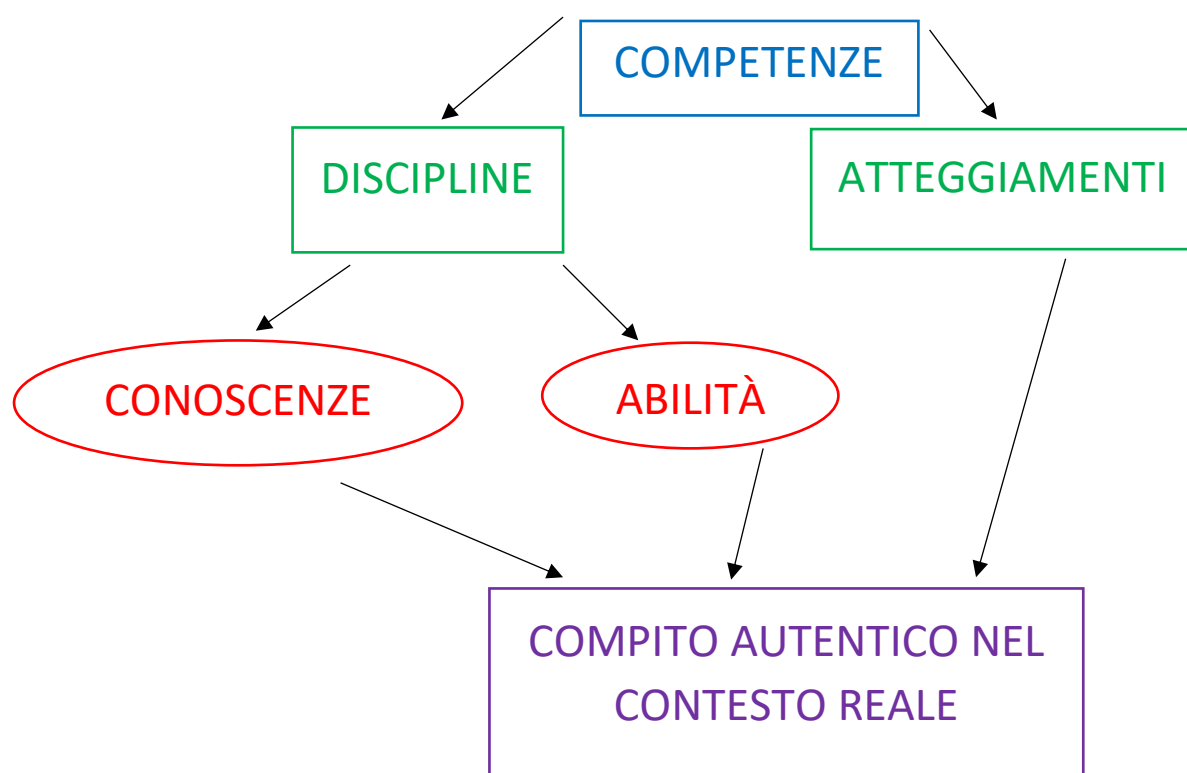 COMPETENZE
DISCIPLINE
ATTEGGIAMENTI
CONOSCENZE
ABILITÀ
COMPITO AUTENTICO NEL
CONTESTO REALE